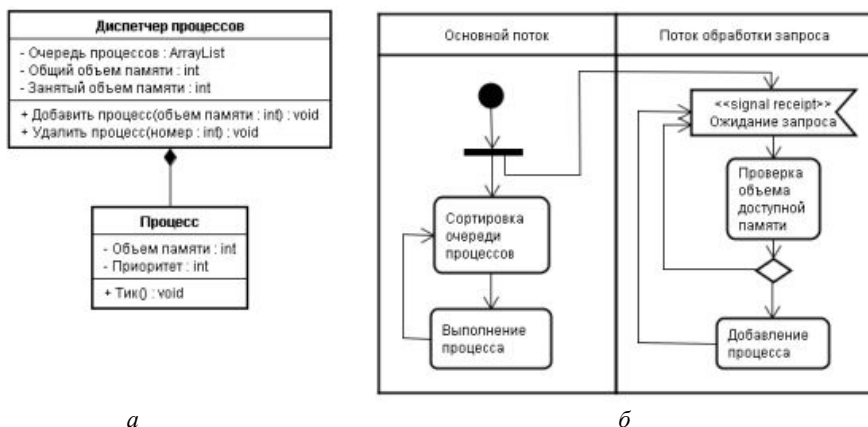 Диспетчер процессов
- Очередь процессов : ArrayList
- Общий объем памяти : int
- Занятый объем памяти : int
+ Добавить процесс(объем памяти : int) : void
+ Удалить процесс(номер : int) : void
Процесс
- Объем памяти : int
- Приоритет : int
+ Тик() : void
а
Основной поток
Поток обработки запроса
<<signal receipt>>
Ожидание запроса
Проверка
объема
доступной
памяти
Сортировка
очереди
процессов
Выполнение
процесса
Добавление
процесса
б